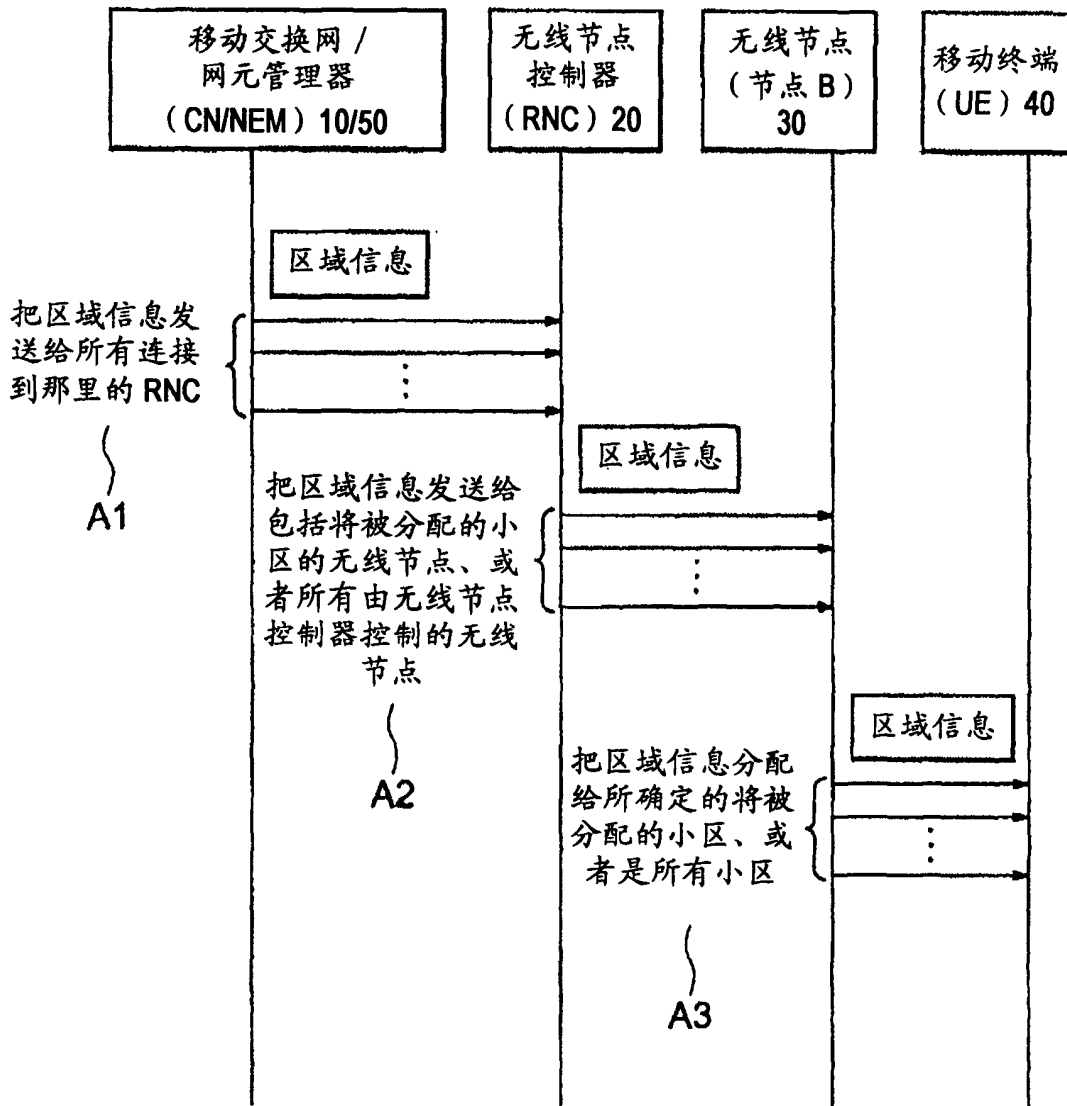 移动交换网 /
网元管理器
（CN/NEM）10/50
无线节点
控制器
（RNC）20
无线节点
（节点 B）
30
移动终端
（UE）40
区域信息
把区域信息发
送给所有连接
到那里的 RNC
A1
区域信息
把区域信息发送给
包括将被分配的小
区的无线节点、或
者所有由无线节点
控制器控制的无线
节点
A2
区域信息
把区域信息分配
给所确定的将被
分配的小区、或
者是所有小区
A3